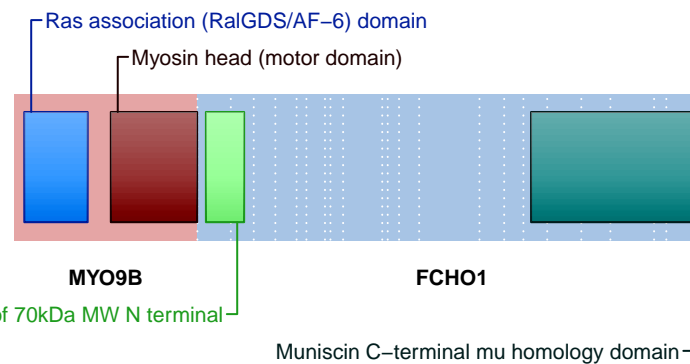 Ras association (RalGDS/AF−6) domain
Myosin head (motor domain)
MYO9B
FCHO1
of 70kDa MW N terminal
Muniscin C−terminal mu homology domain